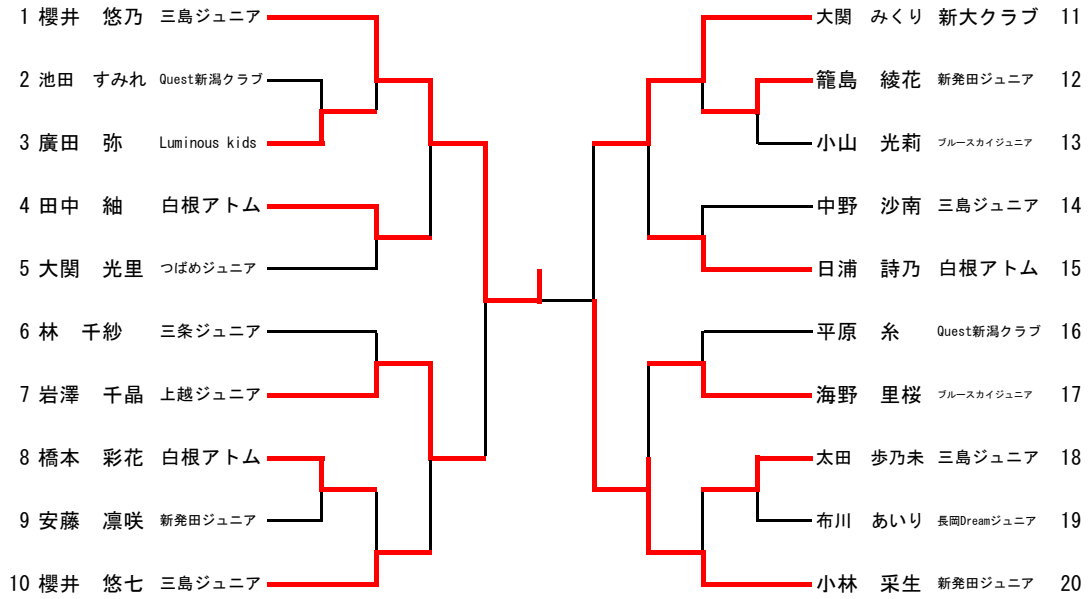 1 櫻井　悠乃 三島ジュニア
2 池田　すみれ Quest新潟クラブ
3 廣田　弥 Luminous kids
4 田中　紬 白根アトム
5 大関　光里 つばめジュニア
6 林　千紗 三条ジュニア
7 岩澤　千晶 上越ジュニア
8 橋本　彩花 白根アトム
9 安藤　凛咲 新発田ジュニア
10 櫻井　悠七 三島ジュニア
大関　みくり 新大クラブ 11
籠島　綾花 新発田ジュニア 12
小山　光莉 ブルースカイジュニア 13
中野　沙南 三島ジュニア 14
日浦　詩乃 白根アトム 15
平原　糸 Quest新潟クラブ 16
海野　里桜 ブルースカイジュニア 17
太田　歩乃未 三島ジュニア 18
布川　あいり 長岡Dreamジュニア 19
小林　采生 新発田ジュニア 20